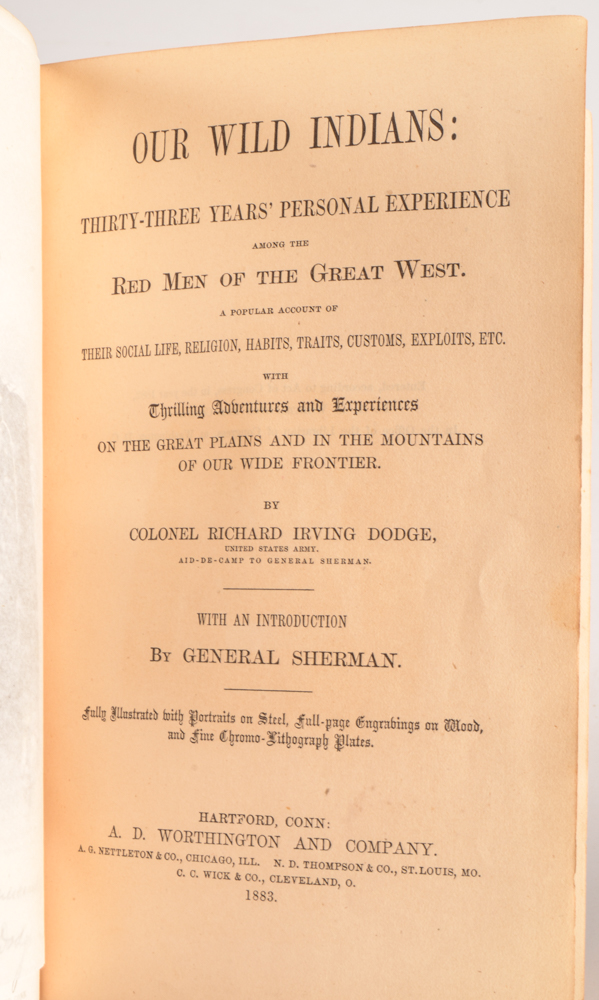 OUR WILD INDIANS:
THIRTY-THREE YEARS' PERSONAL EXPERIENCE
AMONG THE
RED MEN OF THE GREAT WEST.
A POPULAR ACCOUNT OF
THEIR SOCIAL LIFE, RELIGION, HABITS, TRAITS, CUSTOMS, EXPLOITS, ETC.
WITH
Thrilling Adventures and Experiences
ON THE GREAT PLAINS AND IN THE MOUNTAINS
OF OUR WIDE FRONTIER.
BY
COLONEL RICHARD IRVING DODGE,
UNITED STATES ARMY.
AID-DE-CAMP TO GENERAL SHERMAN.
WITH AN INTRODUCTION
BY GENERAL SHERMAN.
Fully Illustrated with Portraits on Steel, Full-page Engravings on Wood,
and Fine Chromo-Lithograph Plates.
HARTFORD, CONN:
A. D. WORTHINGTON AND COMPANY.
A. G. NETTLETON & CO., CHICAGO, ILL. N. D. THOMPSON & CO., ST. LOUIS, MO.
C. C. WICK & CO., CLEVELAND, O.
1883.